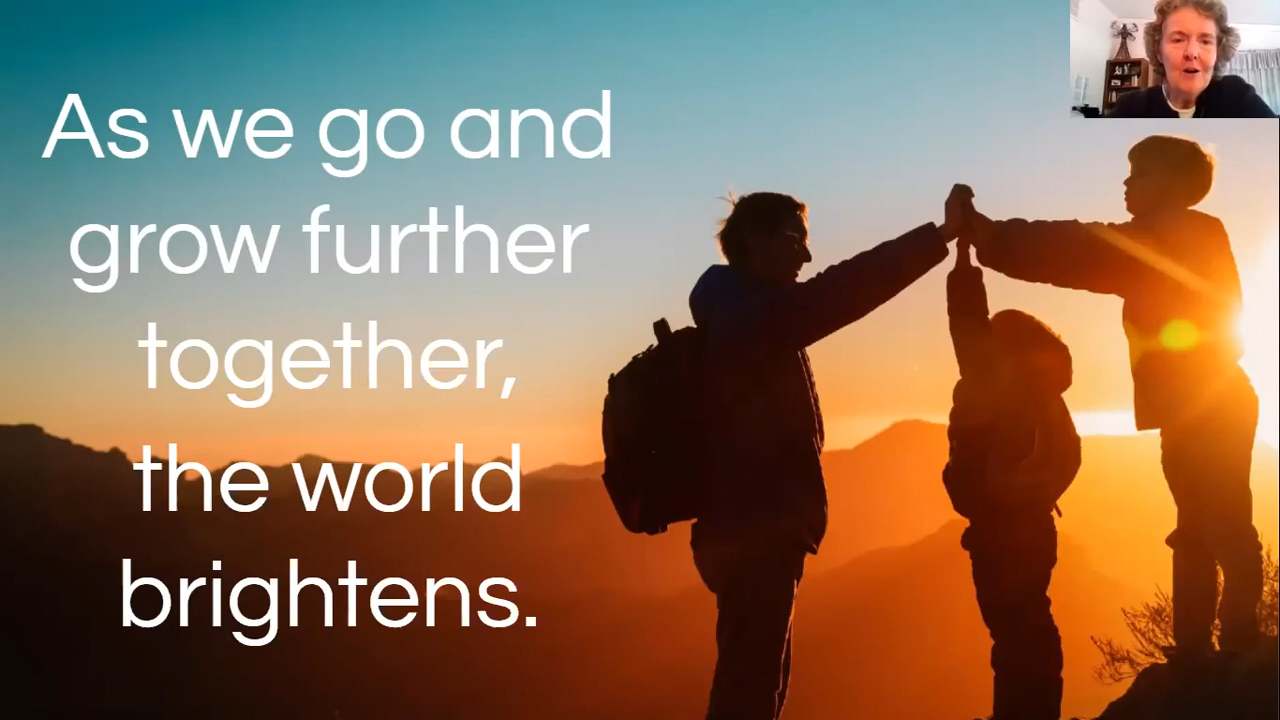 As we go and
grow further
together,
the world
brightens.